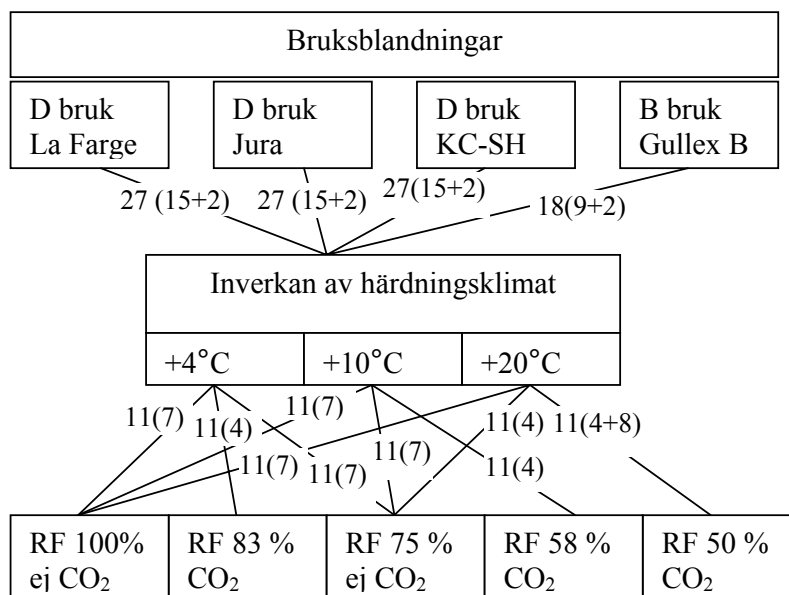 Bruksblandningar
D bruk
La Farge
D bruk
Jura
D bruk
KC-SH
B bruk
Gullex B
27 (15+2)
27 (15+2)
27(15+2)
18(9+2)
Inverkan av härdningsklimat
+4°C
+10°C
+20°C
11(7)
11(4)
11(7)
11(7)
11(7)
11(7)
11(4)
11(4)
11(4+8)
RF 100%
ej CO₂
RF 83 %
CO₂
RF 75 %
ej CO₂
RF 58 %
CO₂
RF 50 %
CO₂